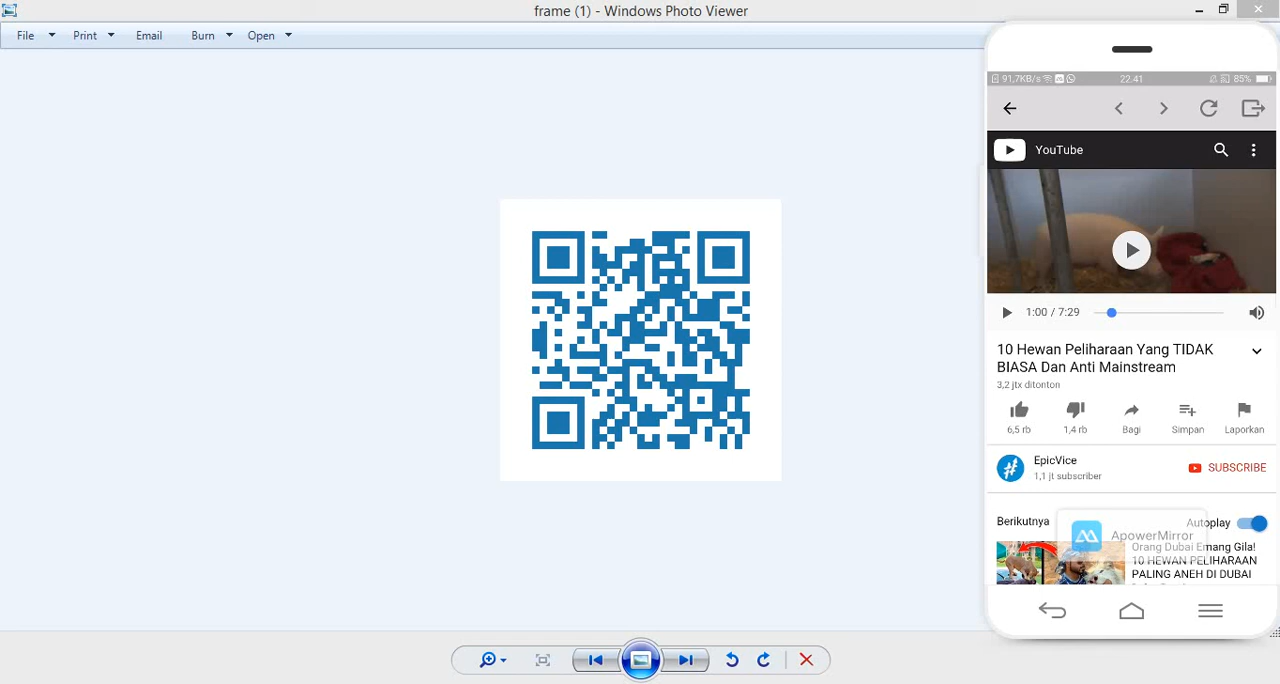 frame (1) - Windows Photo Viewer
File
Print
Email
Burn
Open
91,7KB/s
22.41
85%
YouTube
1:00 / 7:29
10 Hewan Peliharaan Yang TIDAK
BIASA Dan Anti Mainstream
3,2 jtx ditonton
6,5 rb
1,4 rb
Bagi
Simpan
Laporkan
EpicVice
1,1 jt subscriber
SUBSCRIBE
Berikutnya
Autoplay
ApowerMirror
Orang Dubai Emang Gila!
10 HEWAN PELIHARAAN
PALING ANEH DI DUBAI